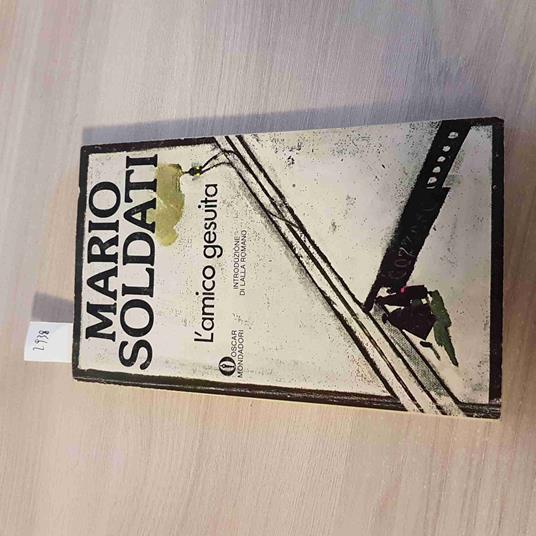 MARIO
SOLDATI
L'amico gesuita
INTRODUZIONE
DI LALLA ROMANO
OSCAR
MONDADORI
2938